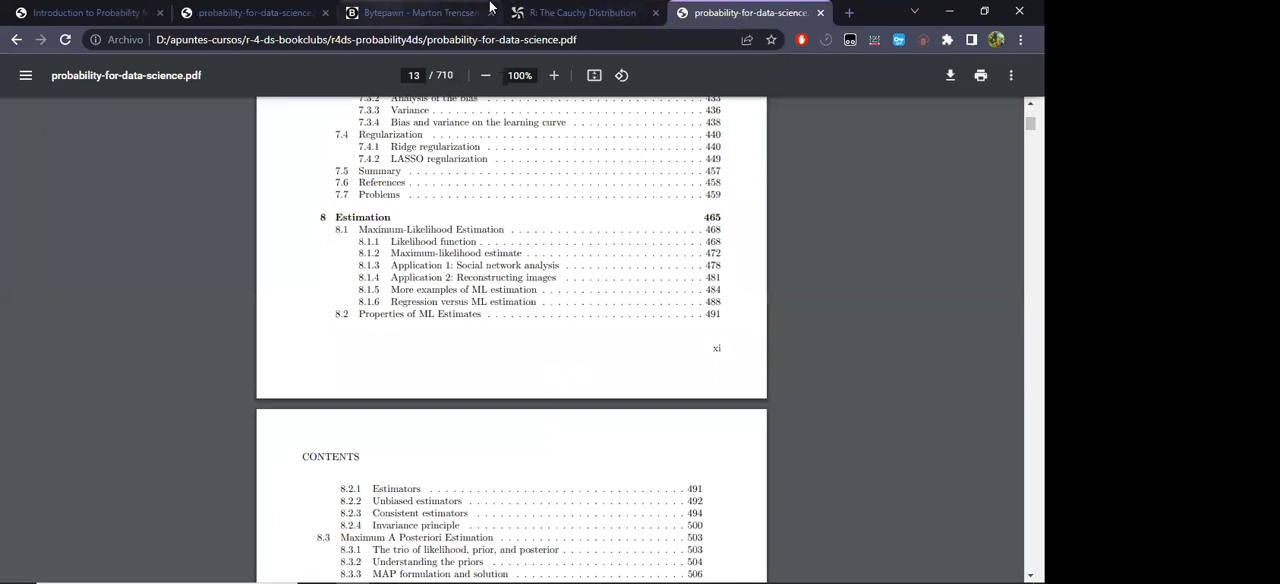 Introduction to Probability f
probability-for-data-science.
Bytepawn - Marton Trencse
R: The Cauchy Distribution
probability-for-data-science.
Archivo
D:/apuntes-cursos/r-4-ds-bookclubs/r4ds-probability4ds/probability-for-data-science.pdf
probability-for-data-science.pdf
13 / 710
100%
7.3.2 Analysis of the bias 433
7.3.3 Variance 436
7.3.4 Bias and variance on the learning curve 438
7.4 Regularization 440
7.4.1 Ridge regularization 440
7.4.2 LASSO regularization 449
7.5 Summary 457
7.6 References 458
7.7 Problems 459
8 Estimation 465
8.1 Maximum-Likelihood Estimation 468
8.1.1 Likelihood function 468
8.1.2 Maximum-likelihood estimate 472
8.1.3 Application 1: Social network analysis 478
8.1.4 Application 2: Reconstructing images 481
8.1.5 More examples of ML estimation 484
8.1.6 Regression versus ML estimation 488
8.2 Properties of ML Estimates 491
xi
CONTENTS
8.2.1 Estimators 491
8.2.2 Unbiased estimators 492
8.2.3 Consistent estimators 494
8.2.4 Invariance principle 500
8.3 Maximum A Posteriori Estimation 503
8.3.1 The trio of likelihood, prior, and posterior 503
8.3.2 Understanding the priors 504
8.3.3 MAP formulation and solution 506